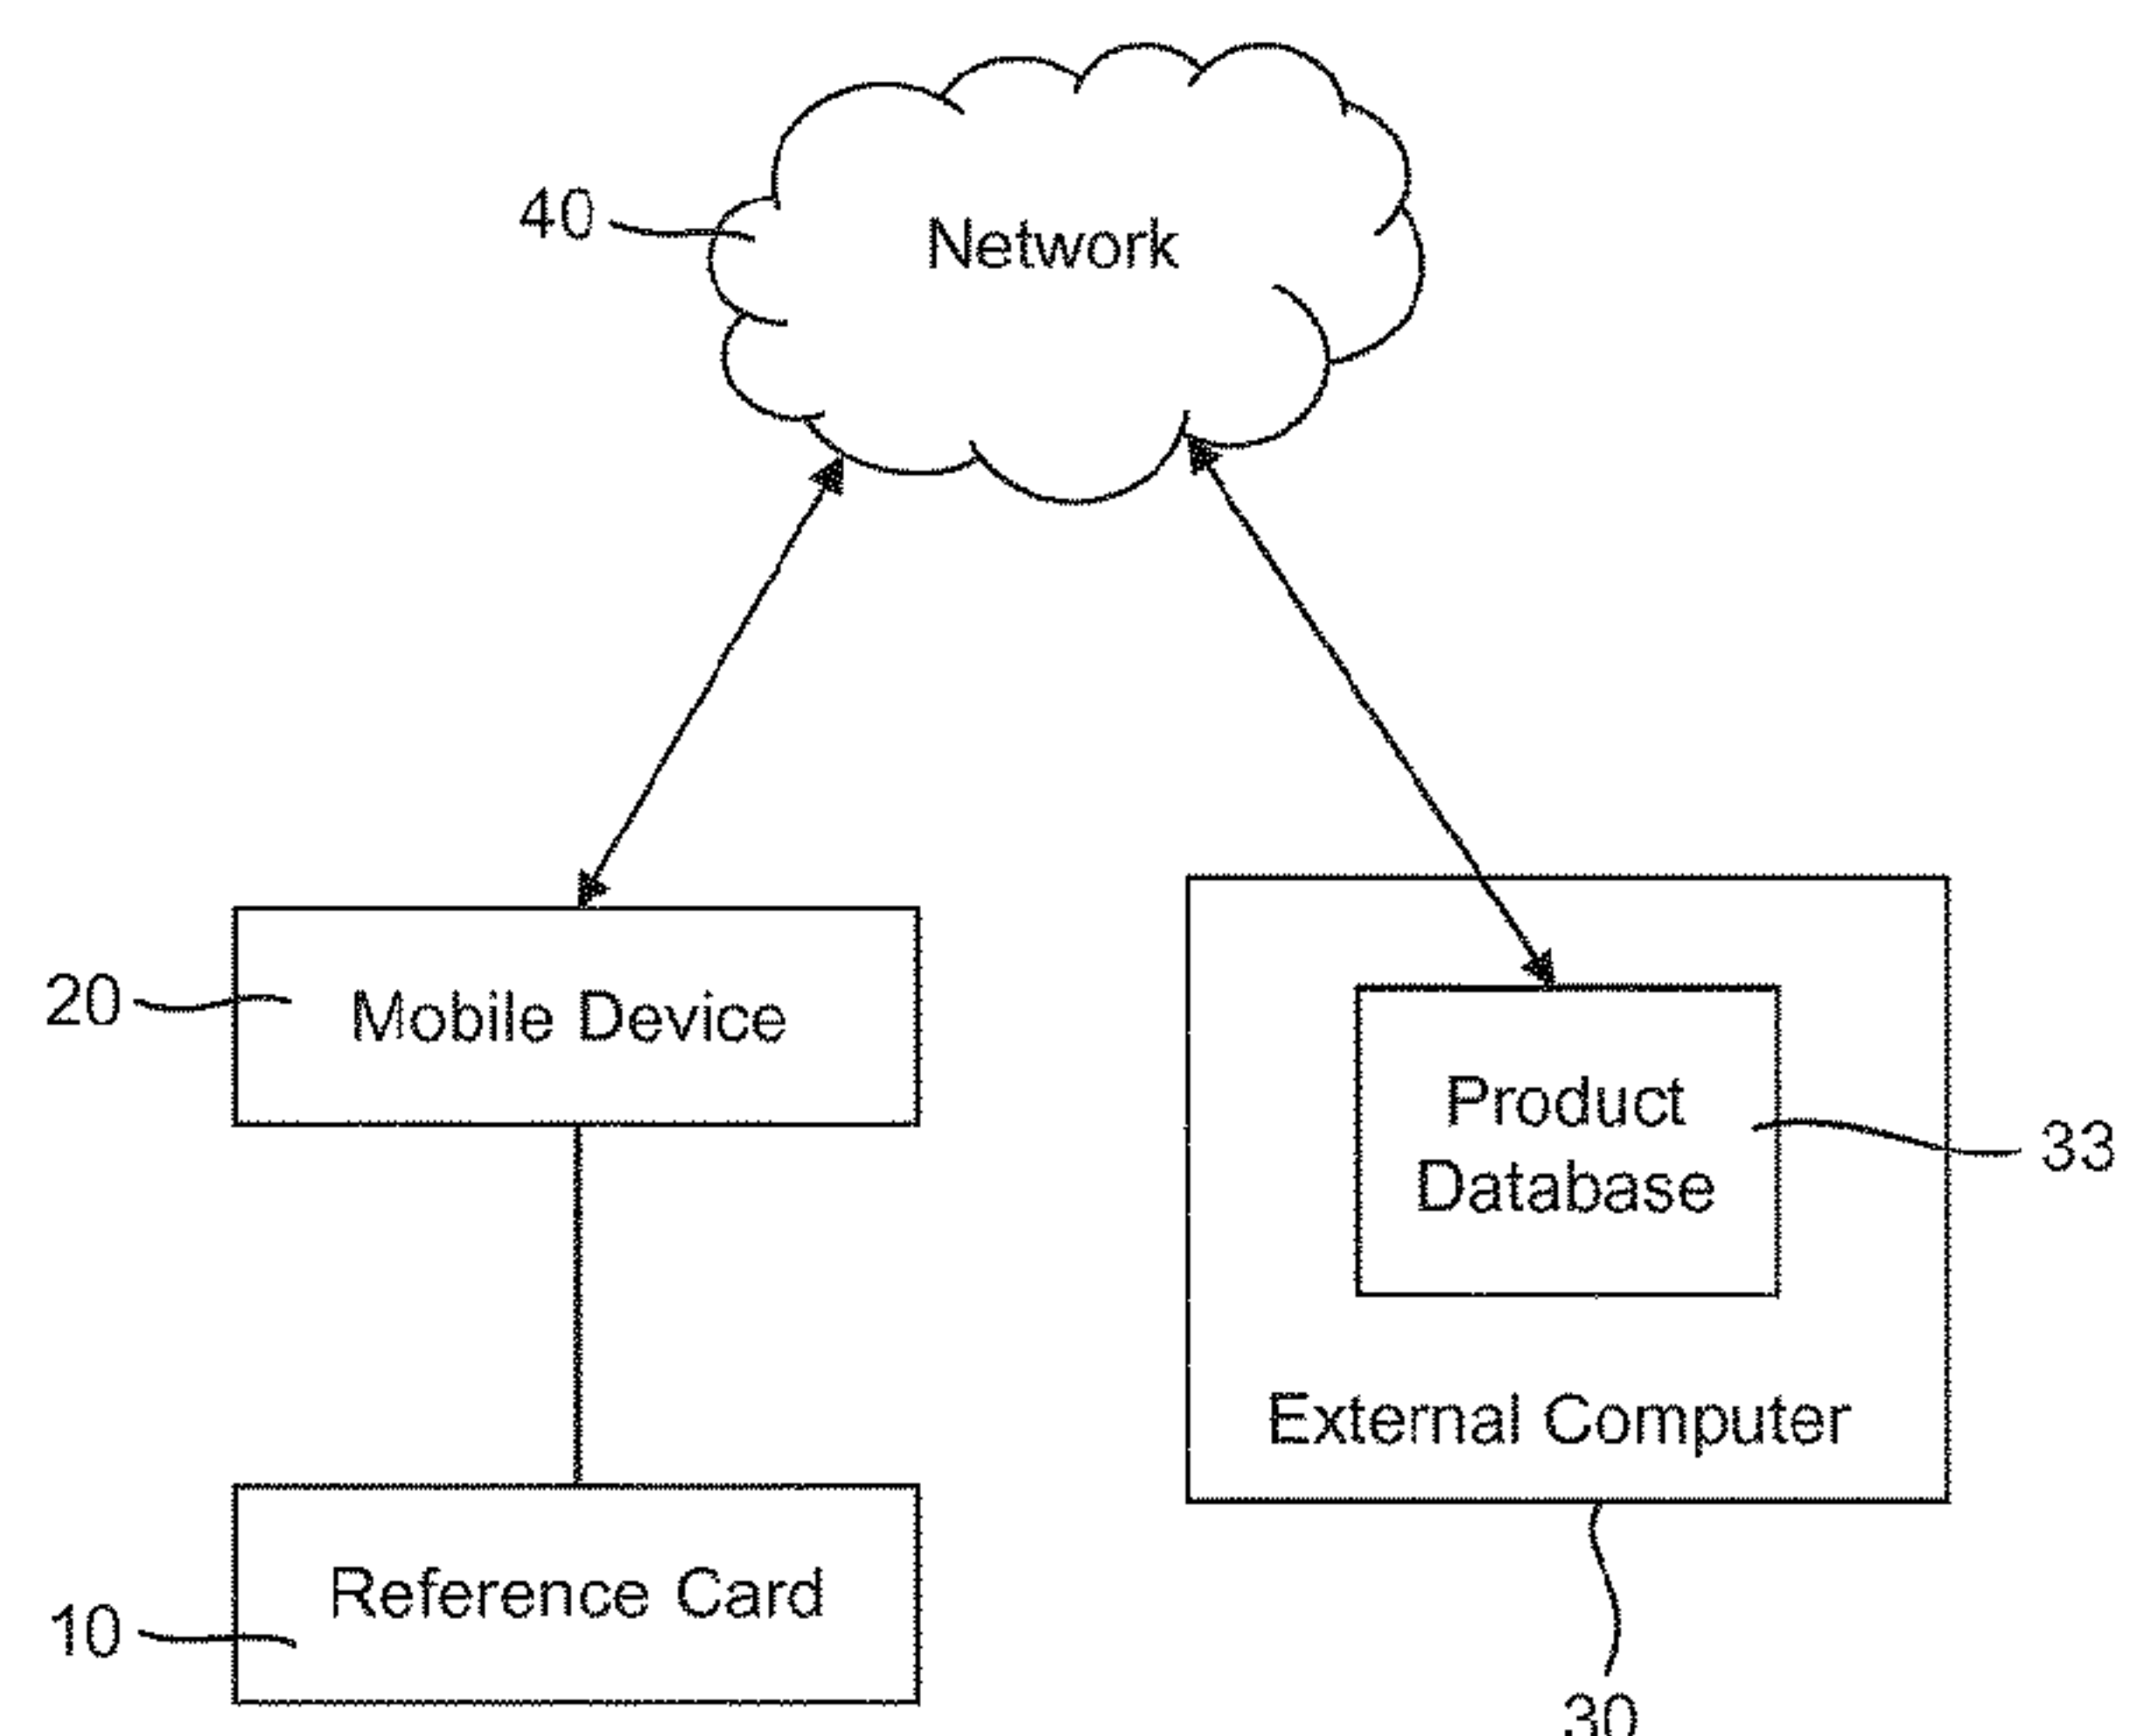 40
Network
20
Mobile Device
Product
Database
33
External Computer
Reference Card
10
30